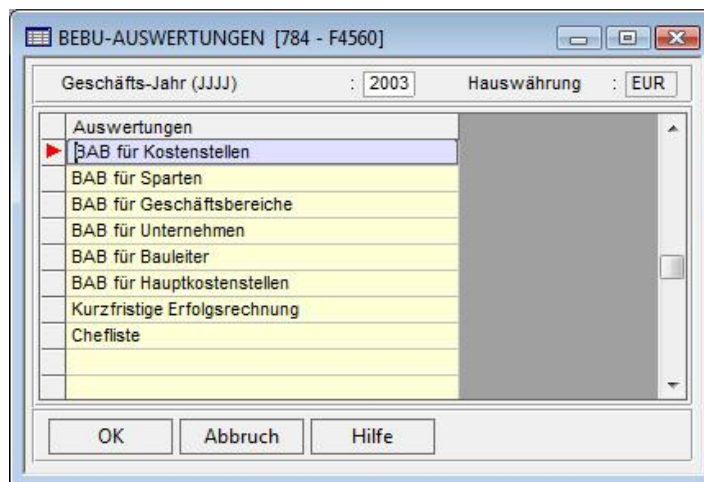 BEBU-AUSWERTUNGEN [784 - F4560]
Geschäfts-Jahr (JJJJ) : 2003 Hauswährung : EUR
Auswertungen
BAB für Kostenstellen
BAB für Sparten
BAB für Geschäftsbereiche
BAB für Unternehmen
BAB für Bauleiter
BAB für Hauptkostenstellen
Kurzfristige Erfolgsrechnung
Chefliste
OK Abbruch Hilfe